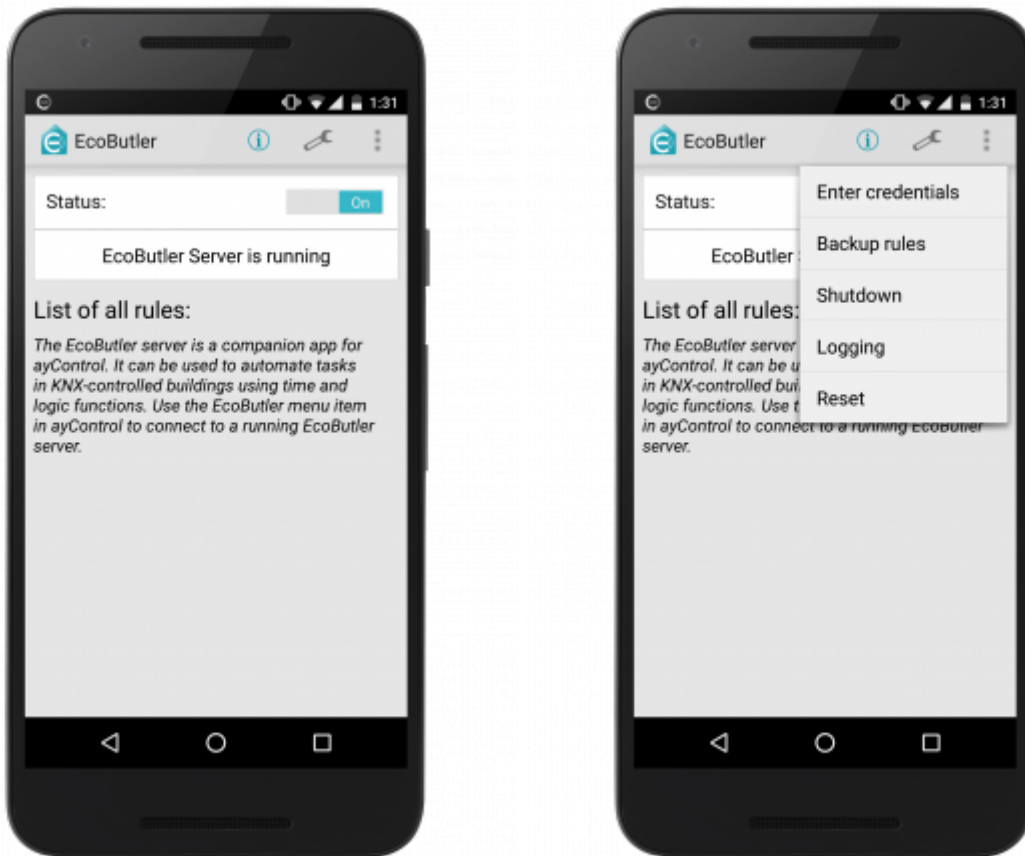 1:31
EcoButler
Status:
On
EcoButler Server is running
List of all rules:
The EcoButler server is a companion app for
ayControl. It can be used to automate tasks
in KNX-controlled buildings using time and
logic functions. Use the EcoButler menu item
in ayControl to connect to a running EcoButler
server.
1:31
EcoButler
Status:
EcoButler
List of all rules:
The EcoButler server
ayControl. It can be u
in KNX-controlled bui
logic functions. Use t
in ayControl to connect to a running EcoButler
server.
Enter credentials
Backup rules
Shutdown
Logging
Reset